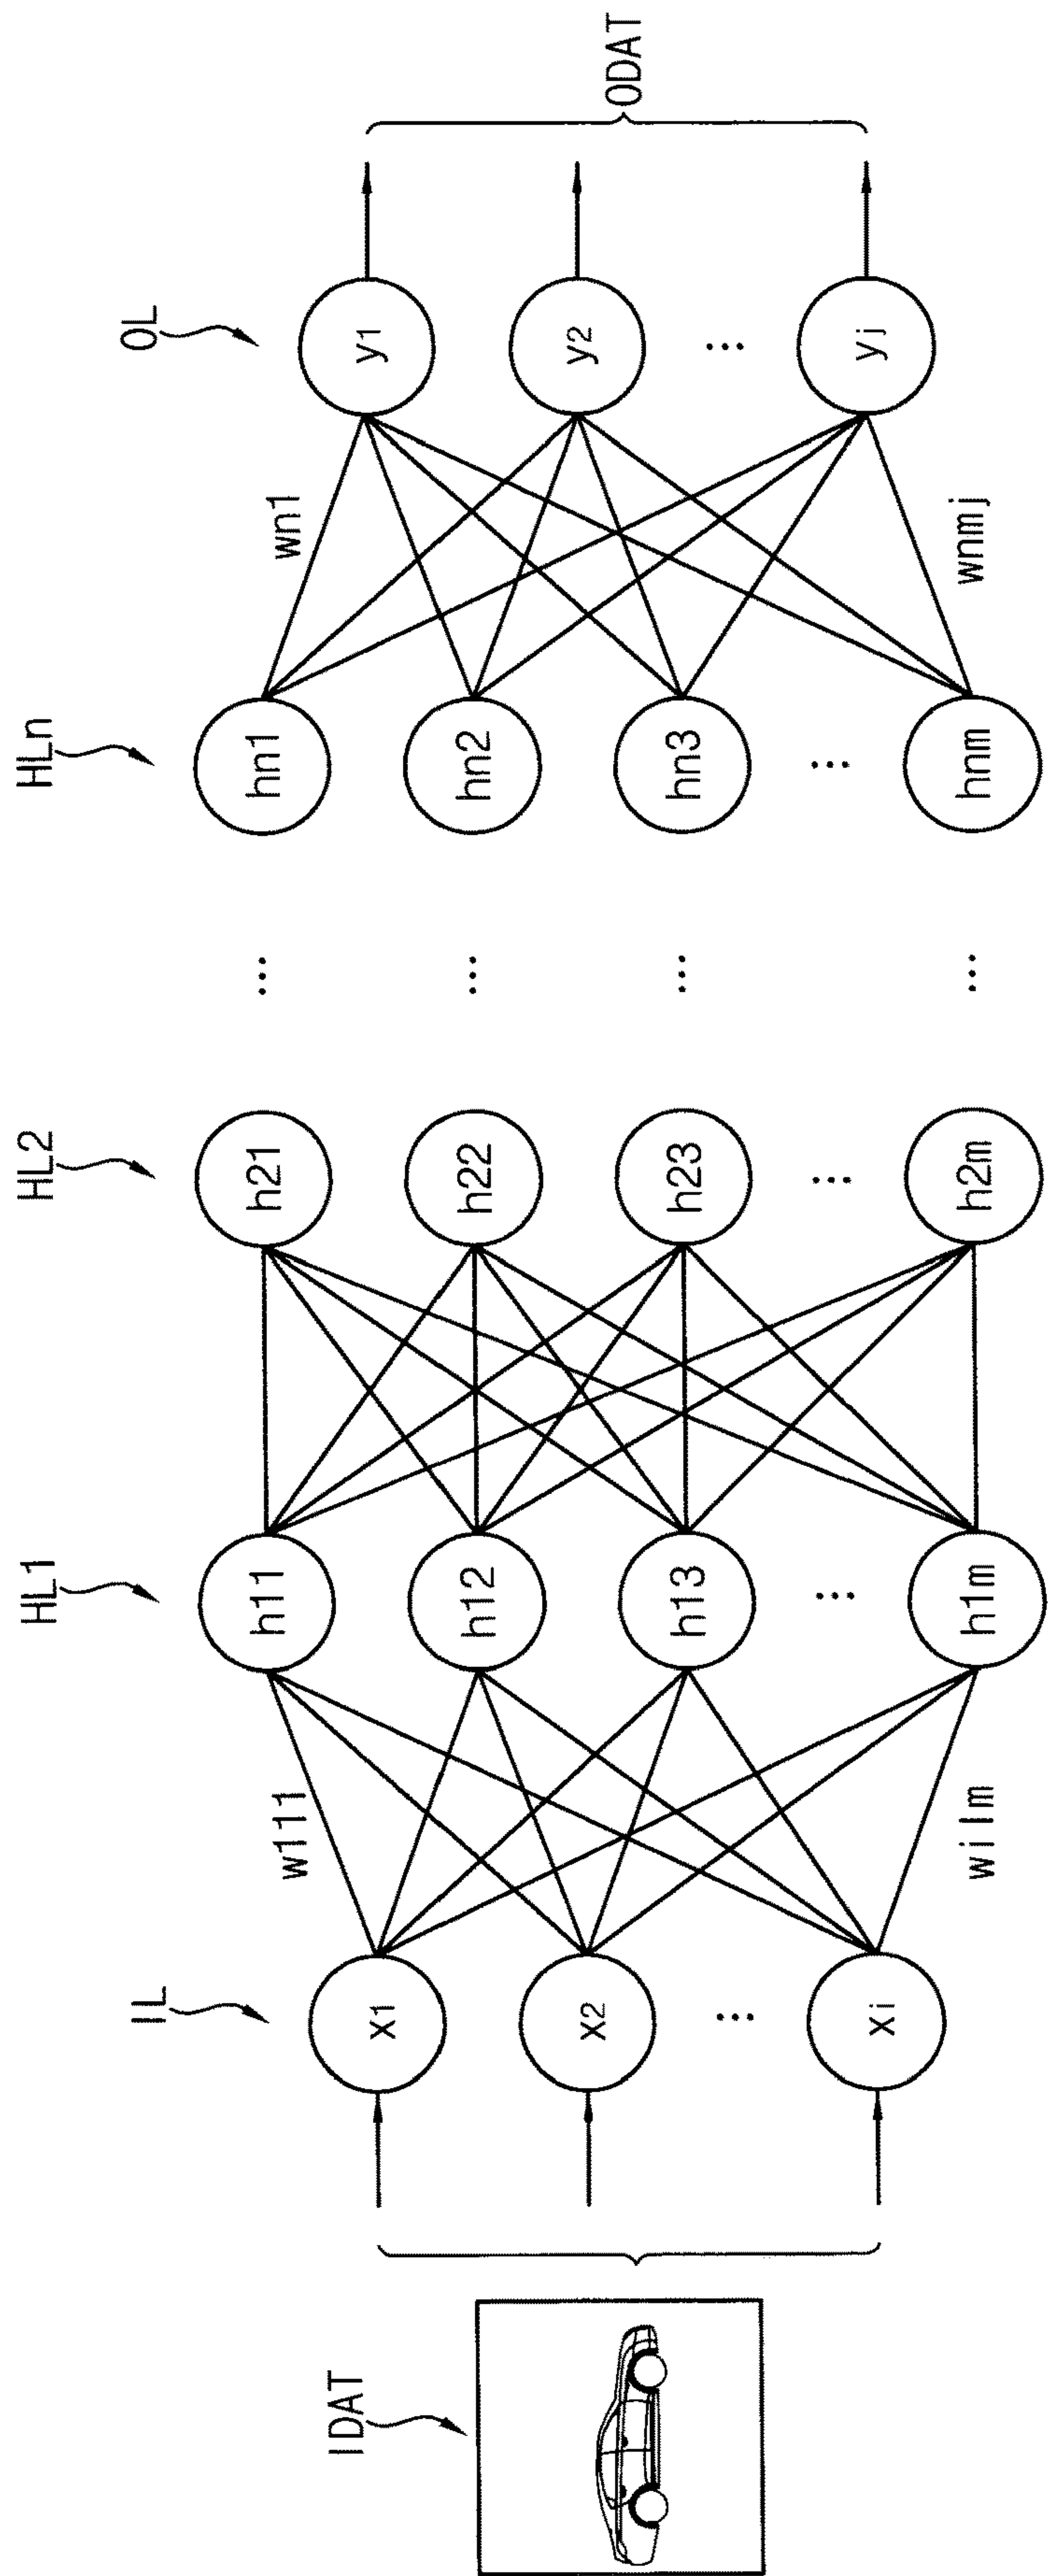 IDAT
IL
x1
x2
xi
w111
wilm
HL1
h11
h12
h13
h1m
HL2
h21
h22
h23
h2m
HLn
hn1
hn2
hn3
hnm
wn1
wnmj
OL
y1
y2
yj
ODAT